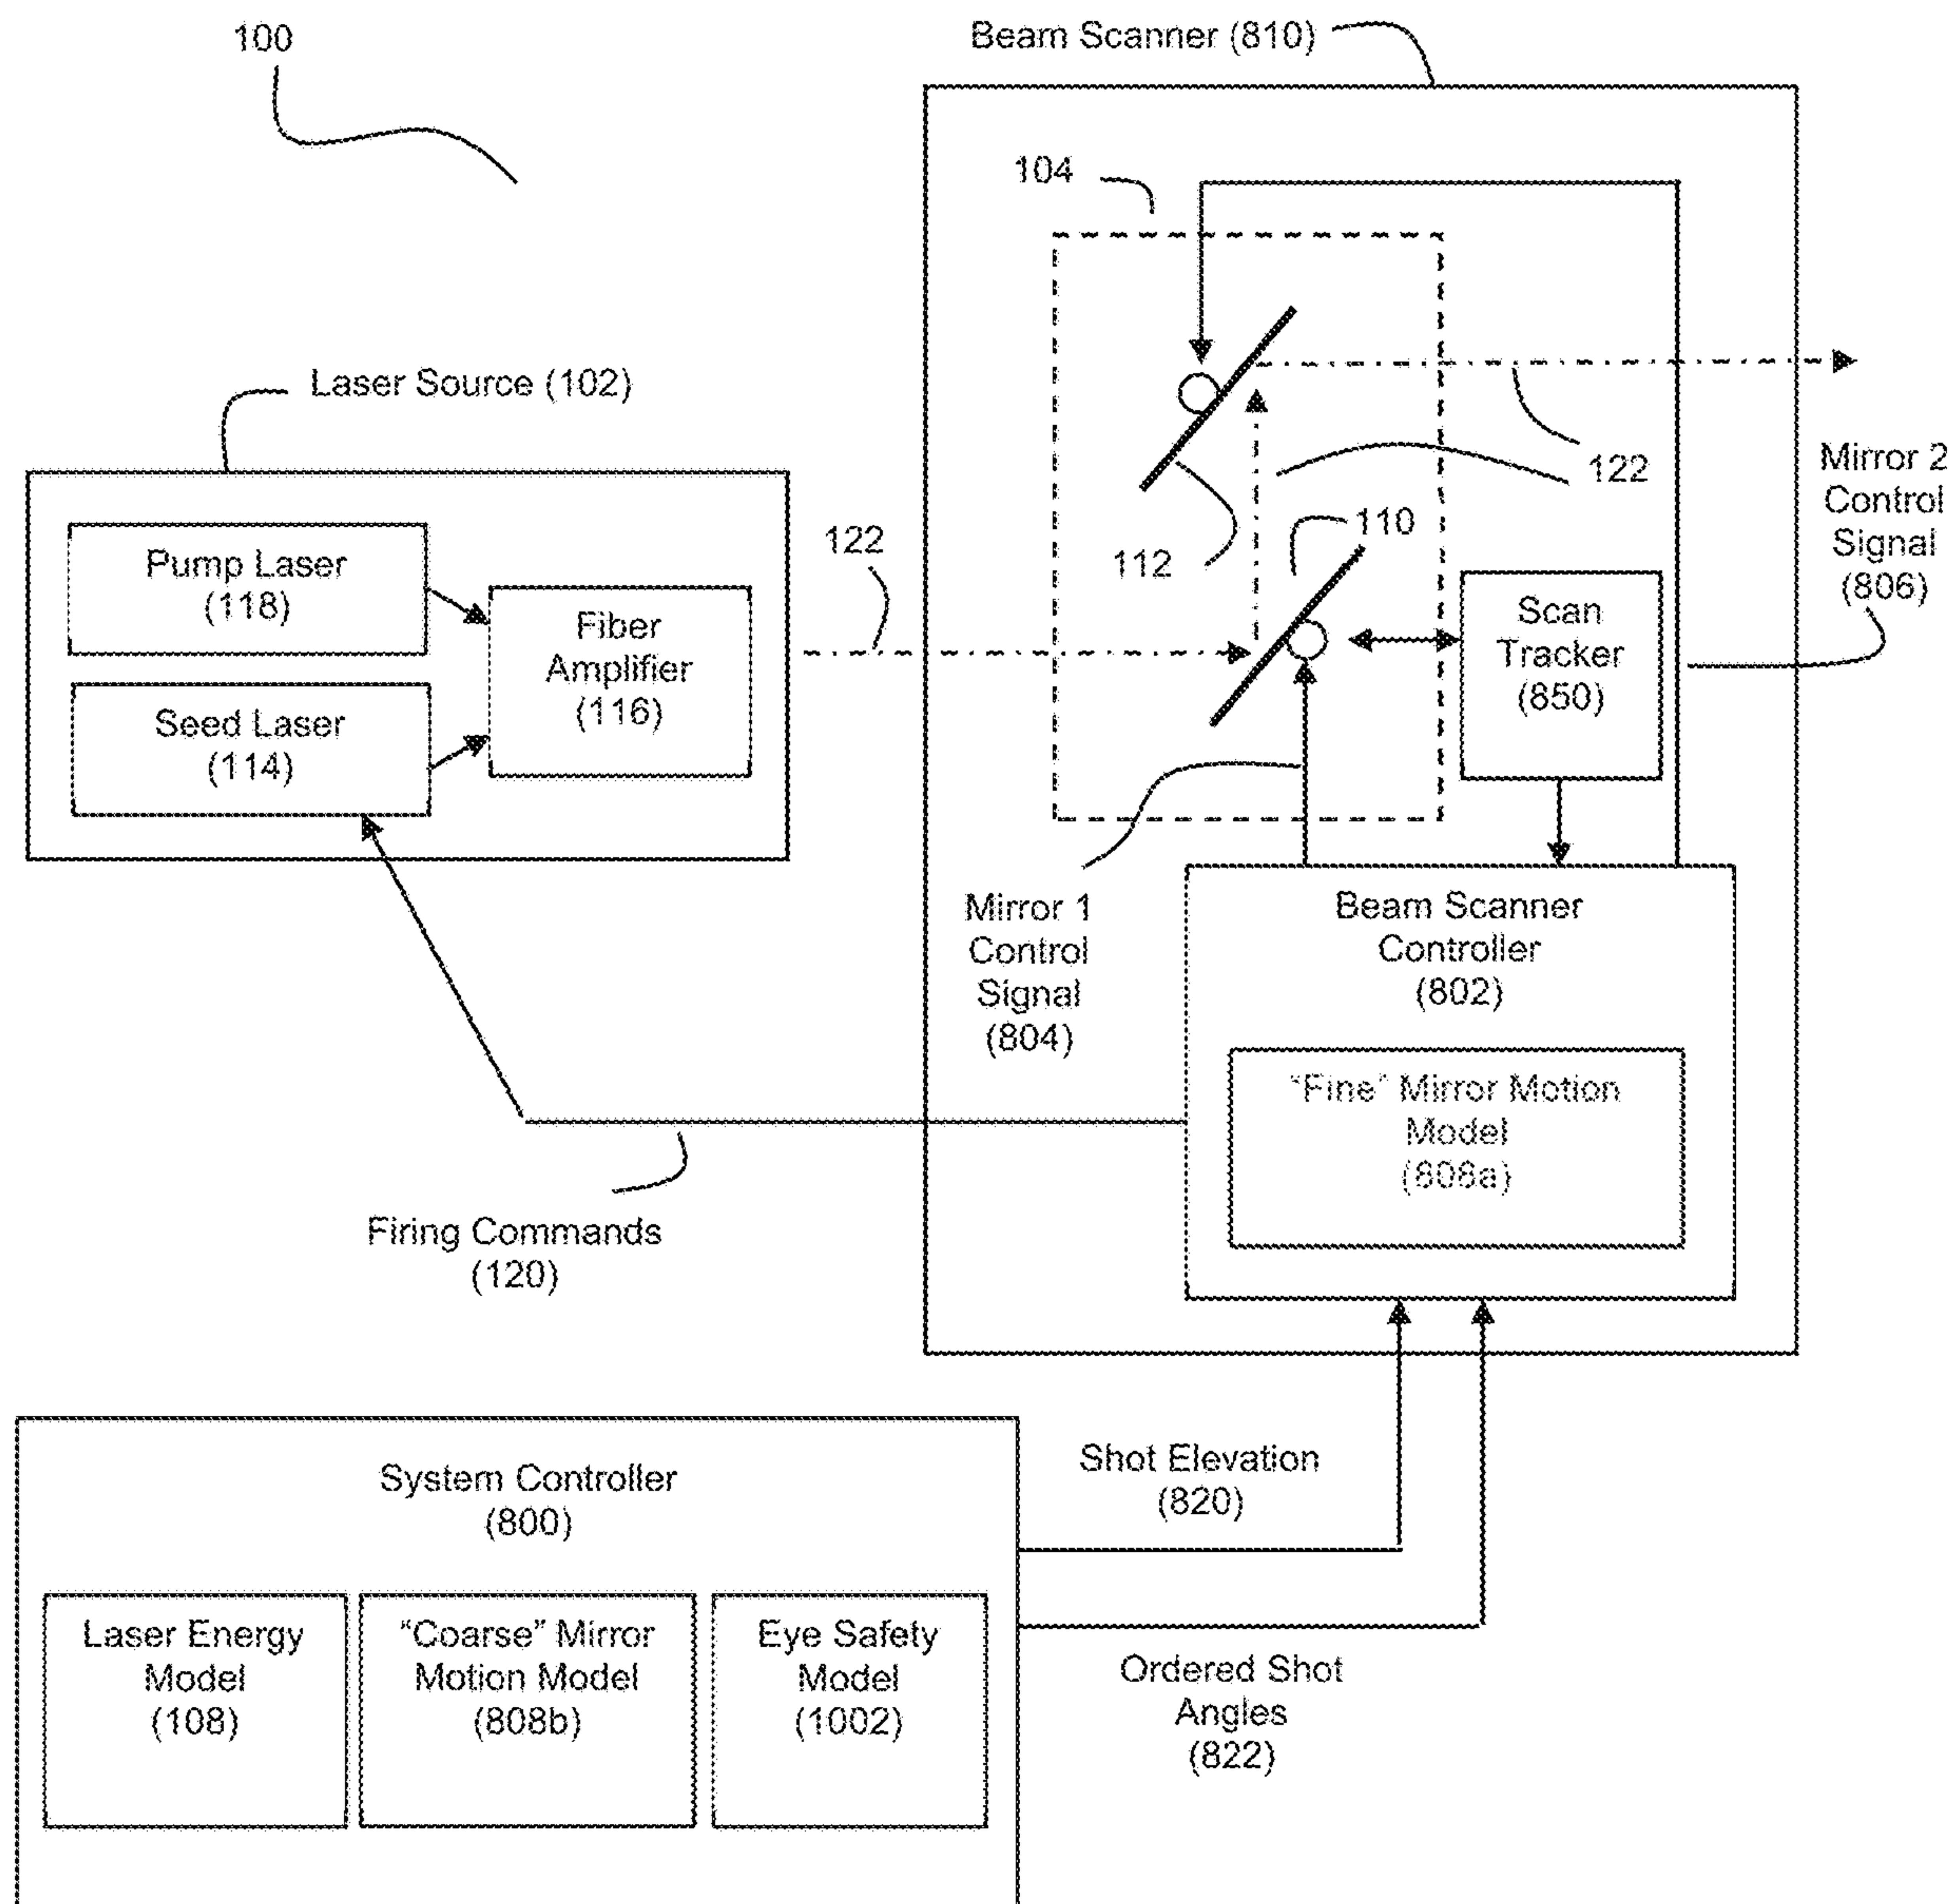 100
Beam Scanner (810)
104
Laser Source (102)
122
Mirror 2
Control
Signal
(806)
112
110
122
Pump Laser
(118)
Fiber
Amplifier
(116)
Seed Laser
(114)
Scan
Tracker
(850)
Mirror 1
Control
Signal
(804)
Beam Scanner
Controller
(802)
"Fine" Mirror Motion
Model
(808a)
Firing Commands
(120)
System Controller
(800)
Shot Elevation
(820)
Laser Energy
Model
(108)
"Coarse" Mirror
Motion Model
(808b)
Eye Safety
Model
(1002)
Ordered Shot
Angles
(822)